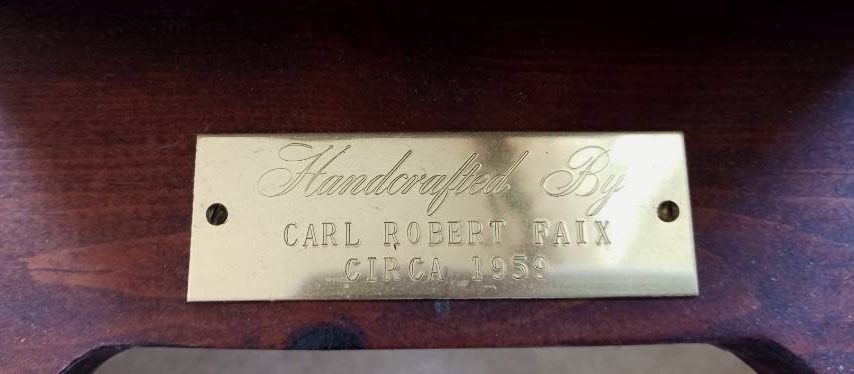 Handcrafted By
CARL ROBERT FAIX
CIRCA 1959